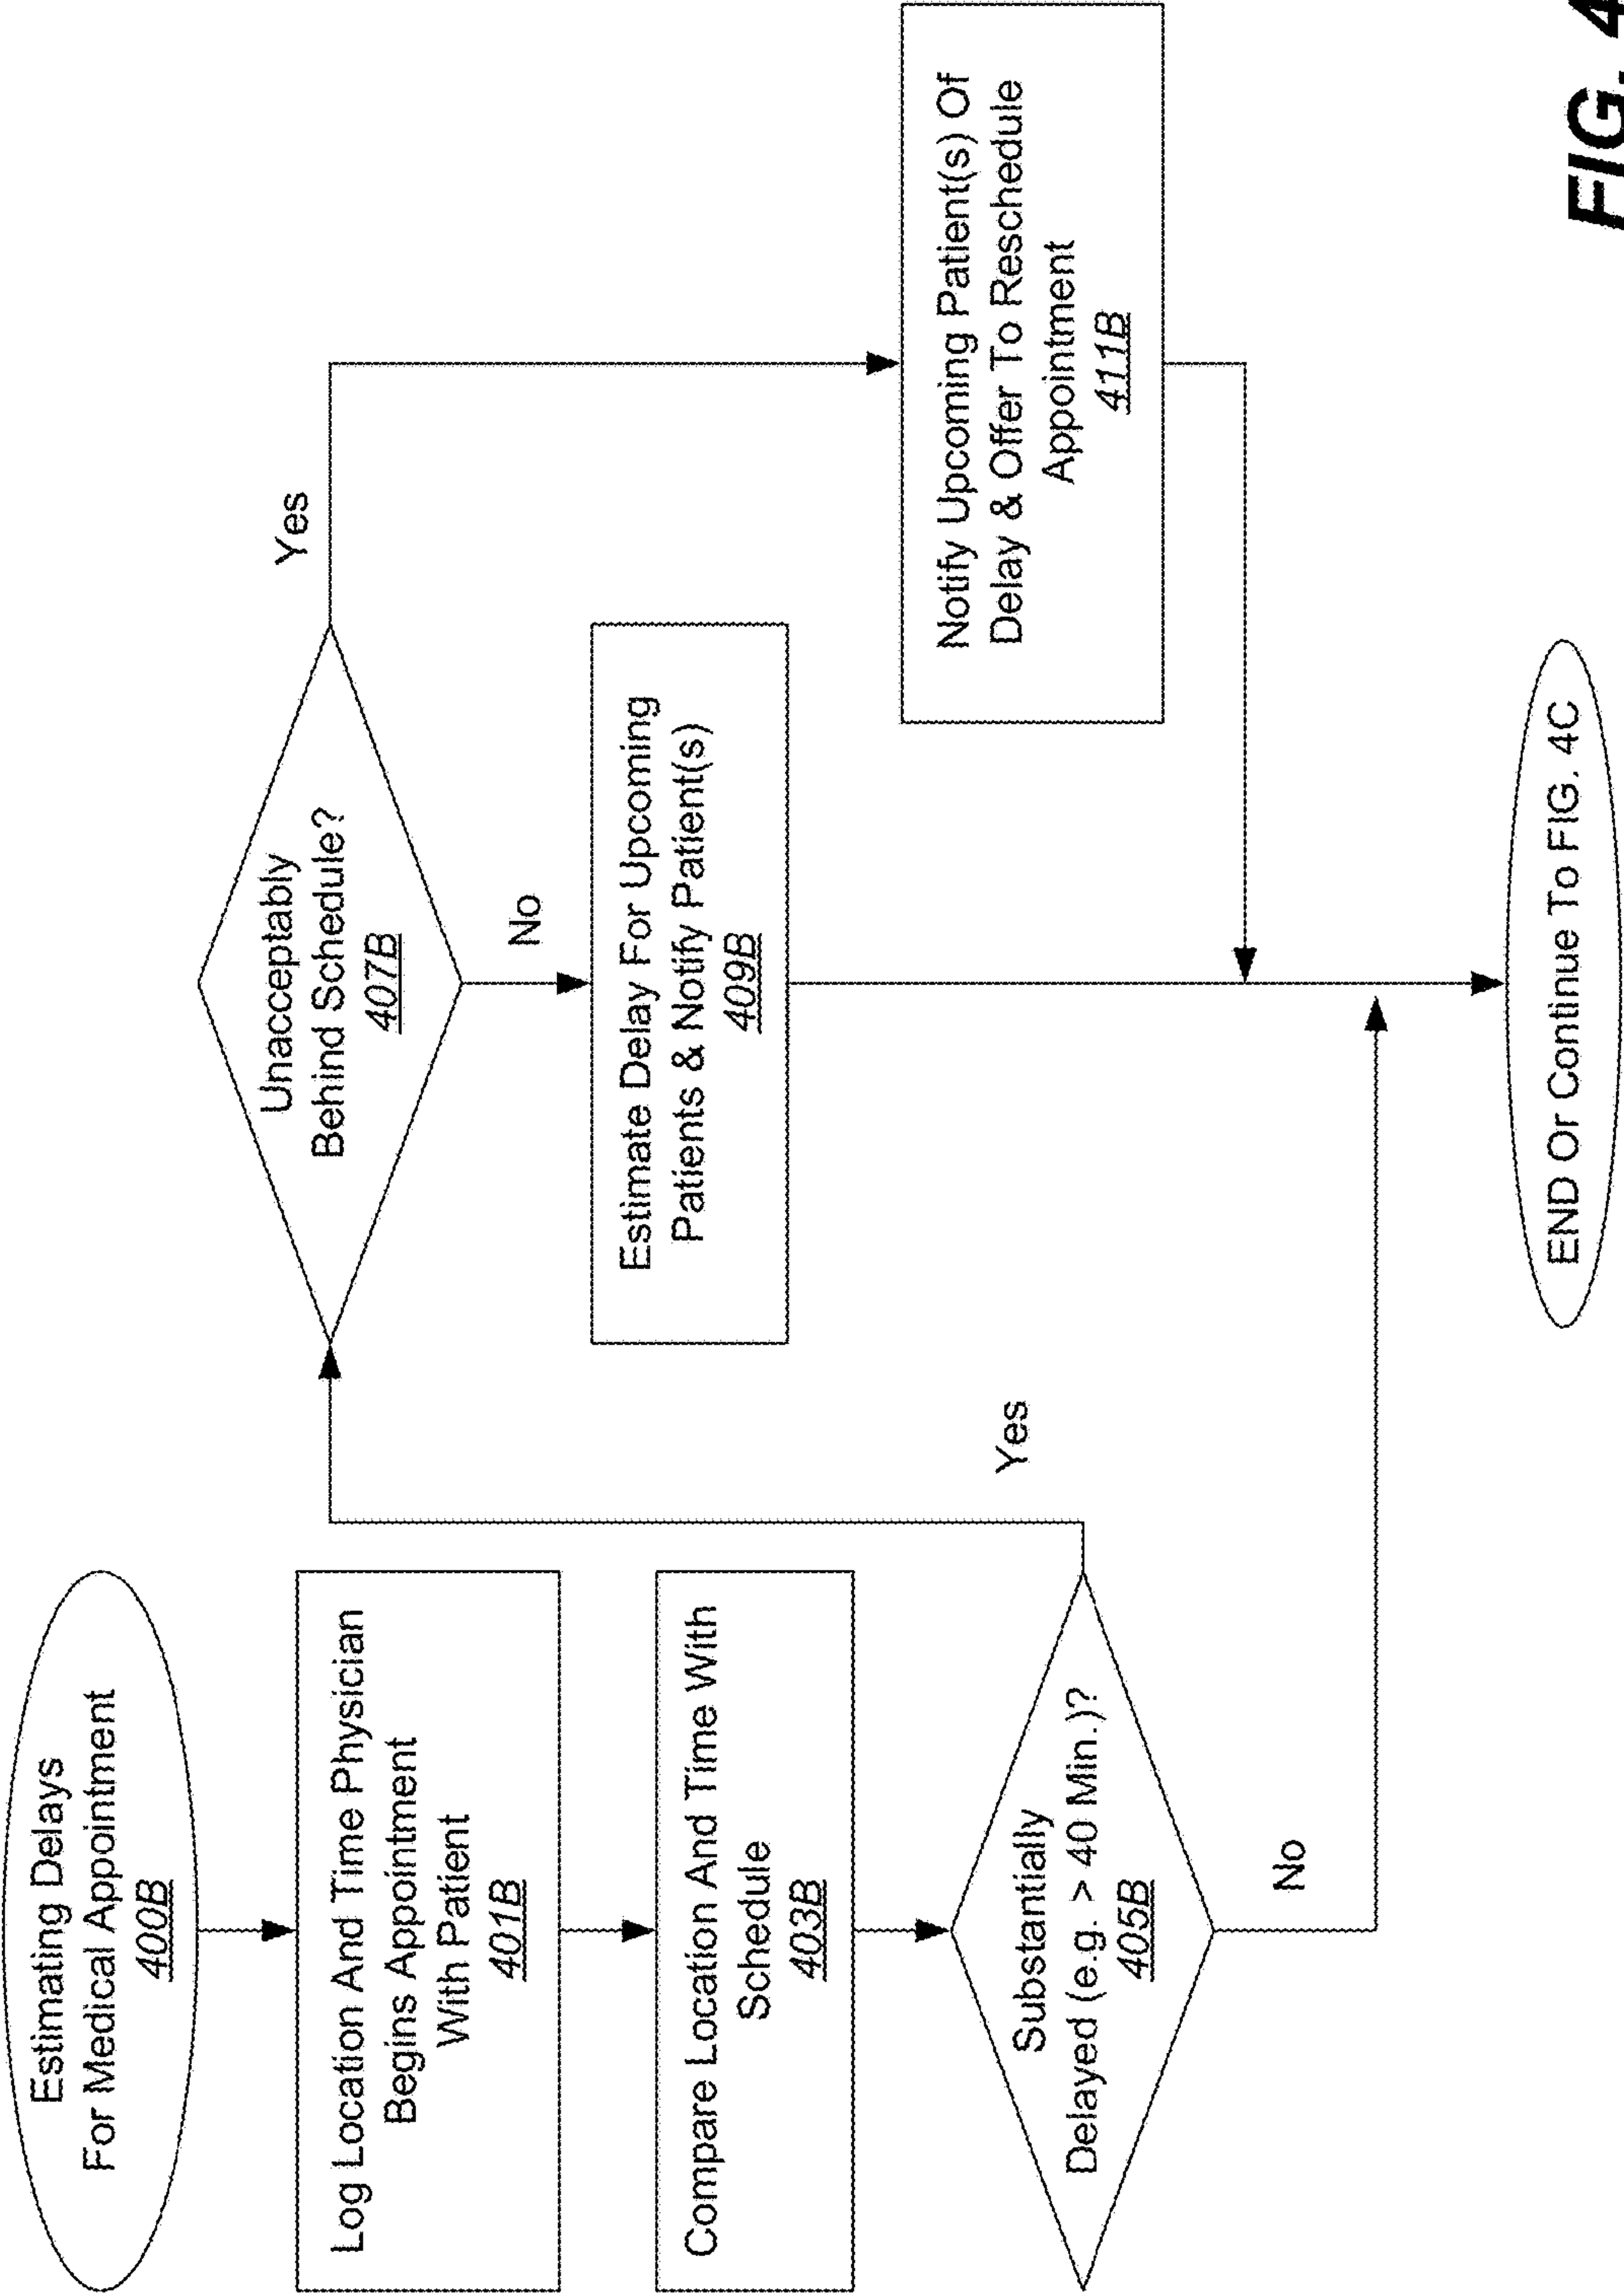 Estimating Delays
For Medical Appointment
400B
Log Location And Time Physician
Begins Appointment
With Patient
401B
Compare Location And Time With
Schedule
403B
Substantially
Delayed (e.g. > 40 Min.)?
405B
Yes
No
Unacceptably
Behind Schedule?
407B
Yes
No
Estimate Delay For Upcoming
Patients & Notify Patient(s)
409B
Notify Upcoming Patient(s) Of
Delay & Offer To Reschedule
Appointment
411B
END Or Continue To FIG. 4C
FIG. 4